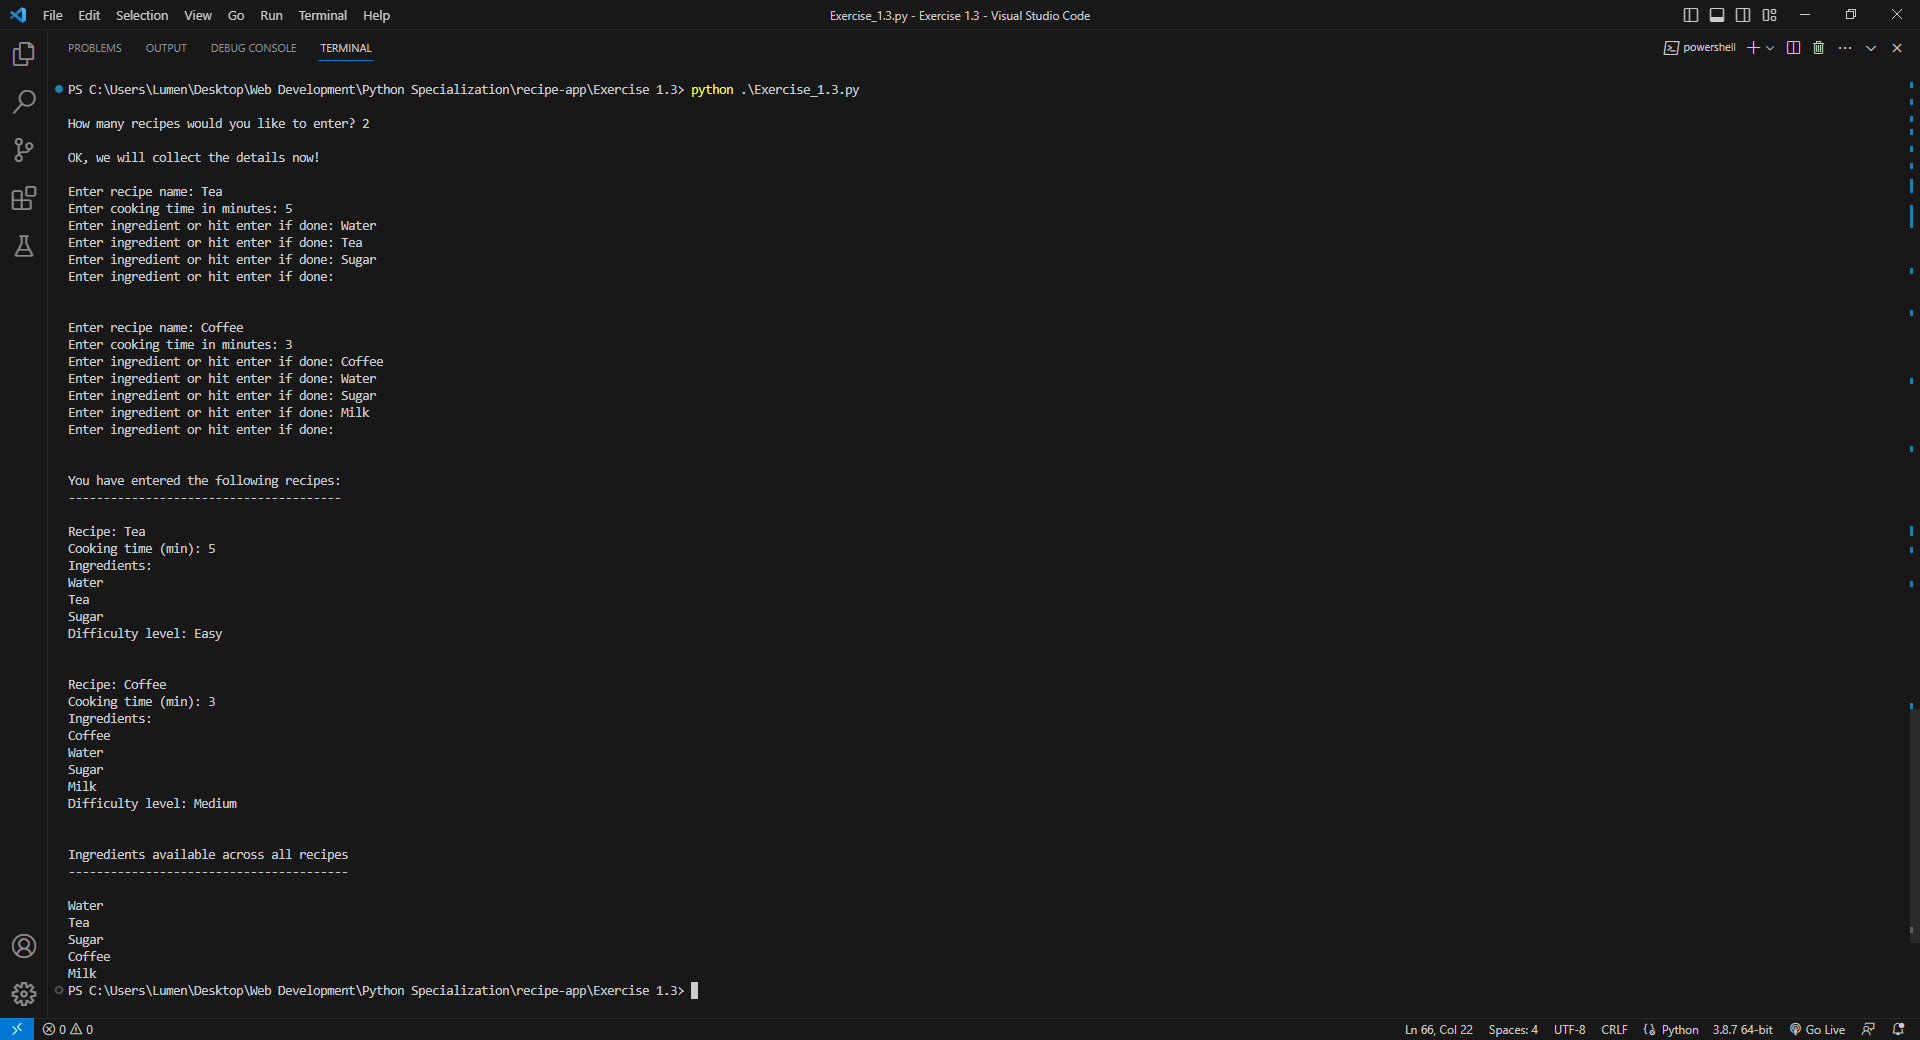 File Edit Selection View Go Run Terminal Help
Exercise_1.3.py - Exercise 1.3 - Visual Studio Code
PROBLEMS OUTPUT DEBUG CONSOLE TERMINAL
powershell
PS C:\Users\Lumen\Desktop\Web Development\Python Specialization\recipe-app\Exercise 1.3> python .\Exercise_1.3.py
How many recipes would you like to enter? 2
OK, we will collect the details now!
Enter recipe name: Tea
Enter cooking time in minutes: 5
Enter ingredient or hit enter if done: Water
Enter ingredient or hit enter if done: Tea
Enter ingredient or hit enter if done: Sugar
Enter ingredient or hit enter if done:
Enter recipe name: Coffee
Enter cooking time in minutes: 3
Enter ingredient or hit enter if done: Coffee
Enter ingredient or hit enter if done: Water
Enter ingredient or hit enter if done: Sugar
Enter ingredient or hit enter if done: Milk
Enter ingredient or hit enter if done:
You have entered the following recipes:
---------------------------------------
Recipe: Tea
Cooking time (min): 5
Ingredients:
Water
Tea
Sugar
Difficulty level: Easy
Recipe: Coffee
Cooking time (min): 3
Ingredients:
Coffee
Water
Sugar
Milk
Difficulty level: Medium
Ingredients available across all recipes
----------------------------------------
Water
Tea
Sugar
Coffee
Milk
PS C:\Users\Lumen\Desktop\Web Development\Python Specialization\recipe-app\Exercise 1.3>
0 0
Ln 66, Col 22 Spaces: 4 UTF-8 CRLF Python 3.8.7 64-bit Go Live